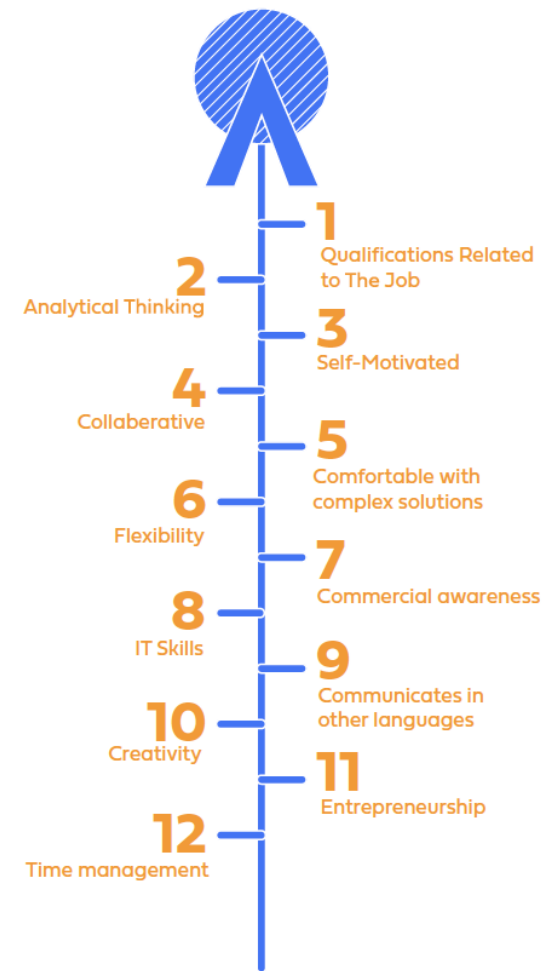 1
Qualifications Related
to The Job
2
Analytical Thinking
3
Self-Motivated
4
Collaberative
5
Comfortable with
complex solutions
6
Flexibility
7
Commercial awareness
8
IT Skills
9
Communicates in
other languages
10
Creativity
11
Entrepreneurship
12
Time management